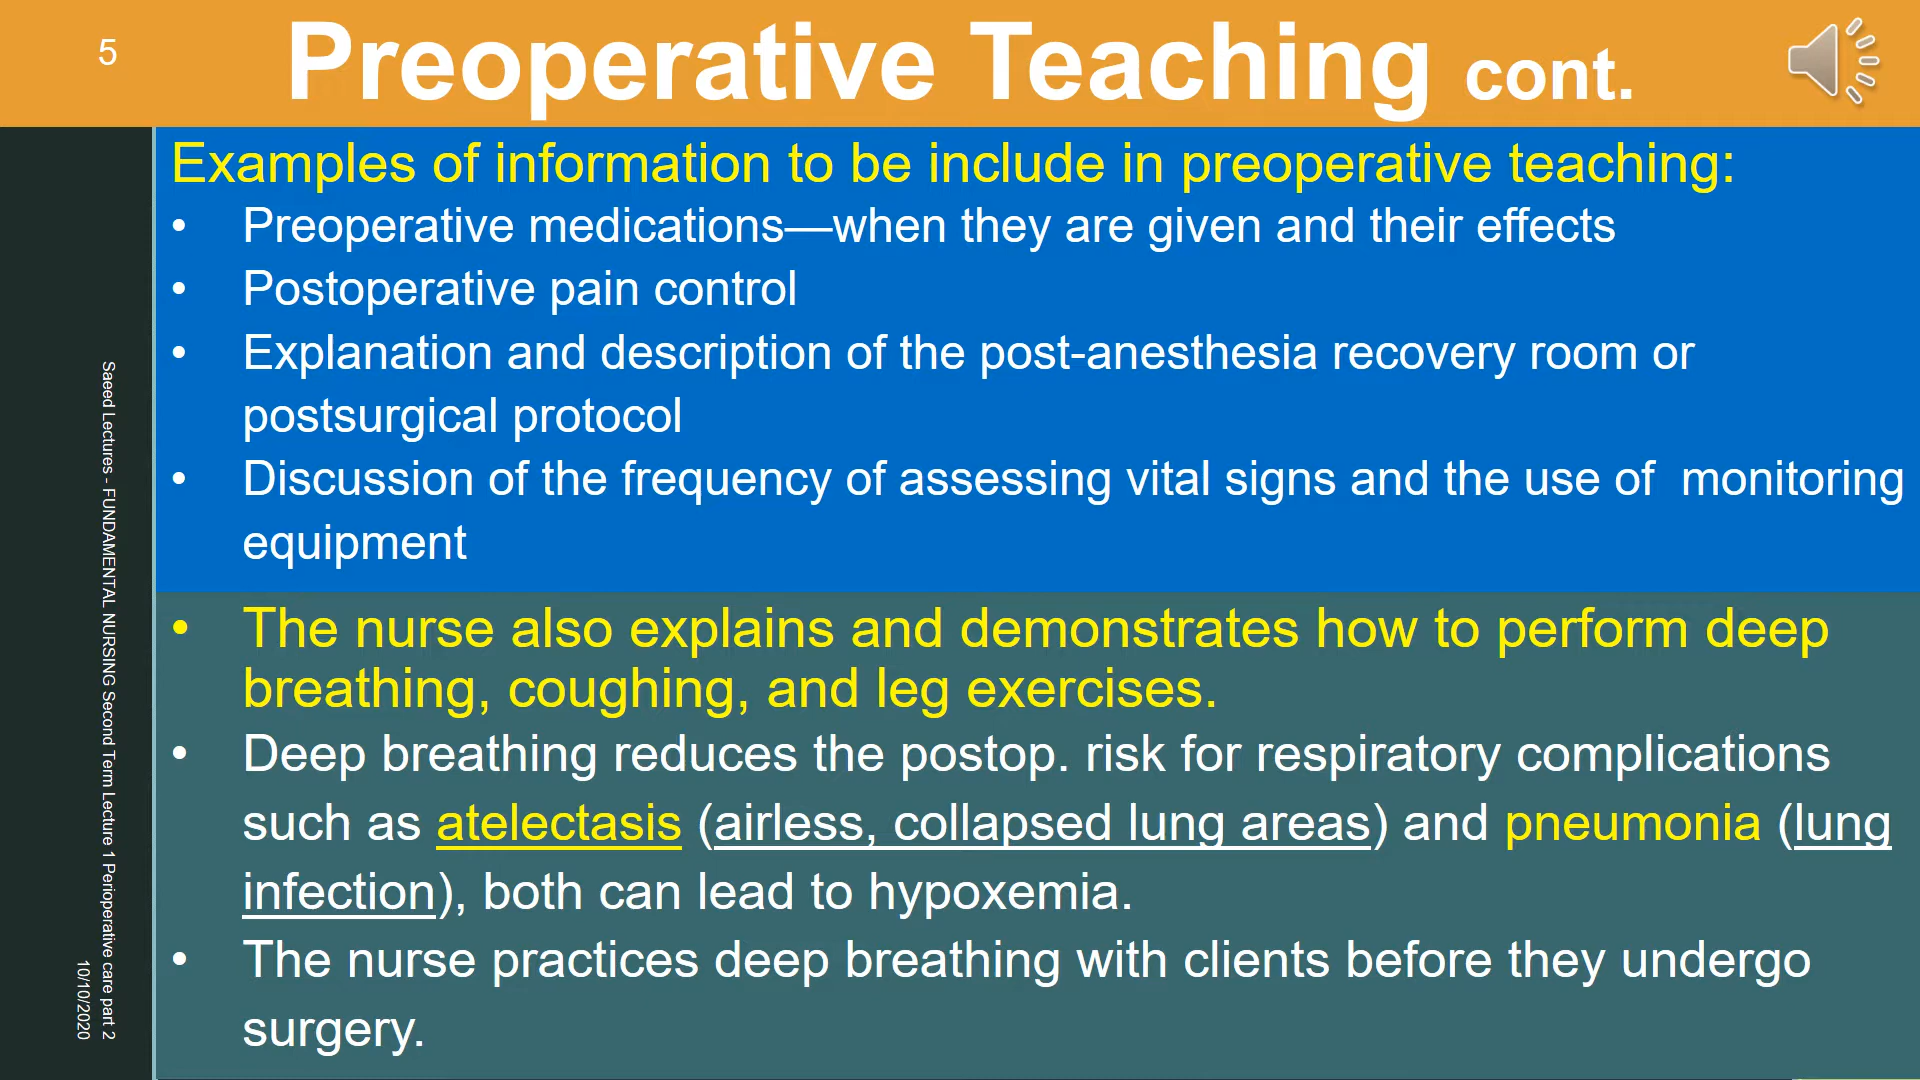 5
Preoperative Teaching cont.
Examples of information to be include in preoperative teaching:
• Preoperative medications—when they are given and their effects
• Postoperative pain control
• Explanation and description of the post-anesthesia recovery room or
postsurgical protocol
• Discussion of the frequency of assessing vital signs and the use of  monitoring
equipment
• The nurse also explains and demonstrates how to perform deep
breathing, coughing, and leg exercises.
• Deep breathing reduces the postop. risk for respiratory complications
such as atelectasis (airless, collapsed lung areas) and pneumonia (lung
infection), both can lead to hypoxemia.
• The nurse practices deep breathing with clients before they undergo
surgery.
Saeed Lectures - FUNDAMENTAL NURSING Second Term Lecture 1 Perioperative care part 2
10/10/2020